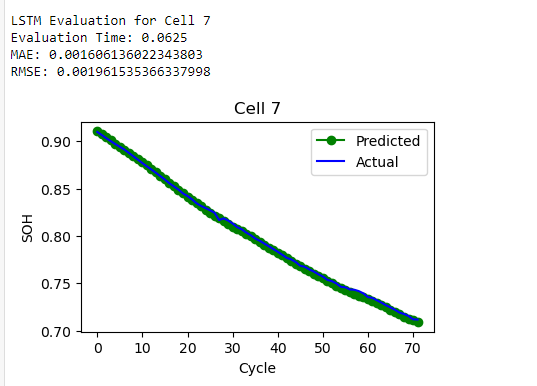 LSTM Evaluation for Cell 7
Evaluation Time: 0.0625
MAE: 0.001606136022343803
RMSE: 0.001961535366337998
Cell 7
Predicted
Actual
0.90
0.85
0.80
0.75
0.70
SOH
0 10 20 30 40 50 60 70
Cycle